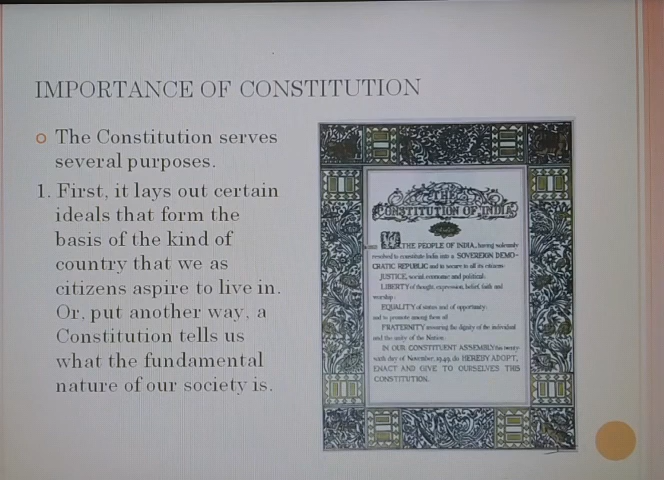 IMPORTANCE OF CONSTITUTION
The Constitution serves
several purposes.
1. First, it lays out certain
ideals that form the
basis of the kind of
country that we as
citizens aspire to live in.
Or, put another way, a
Constitution tells us
what the fundamental
nature of our society is.
THE
CONSTITUTION OF INDIA
WE, THE PEOPLE OF INDIA, having solemnly
resolved to constitute India into a SOVEREIGN DEMO-
CRATIC REPUBLIC and to secure to all its citizens:
JUSTICE, social, economic and political;
LIBERTY of thought, expression, belief, faith and
worship;
EQUALITY of status and of opportunity;
and to promote among them all
FRATERNITY assuring the dignity of the individual
and the unity of the Nation;
IN OUR CONSTITUENT ASSEMBLY this twenty
sixth day of November, 1949, do HEREBY ADOPT,
ENACT AND GIVE TO OURSELVES THIS
CONSTITUTION.